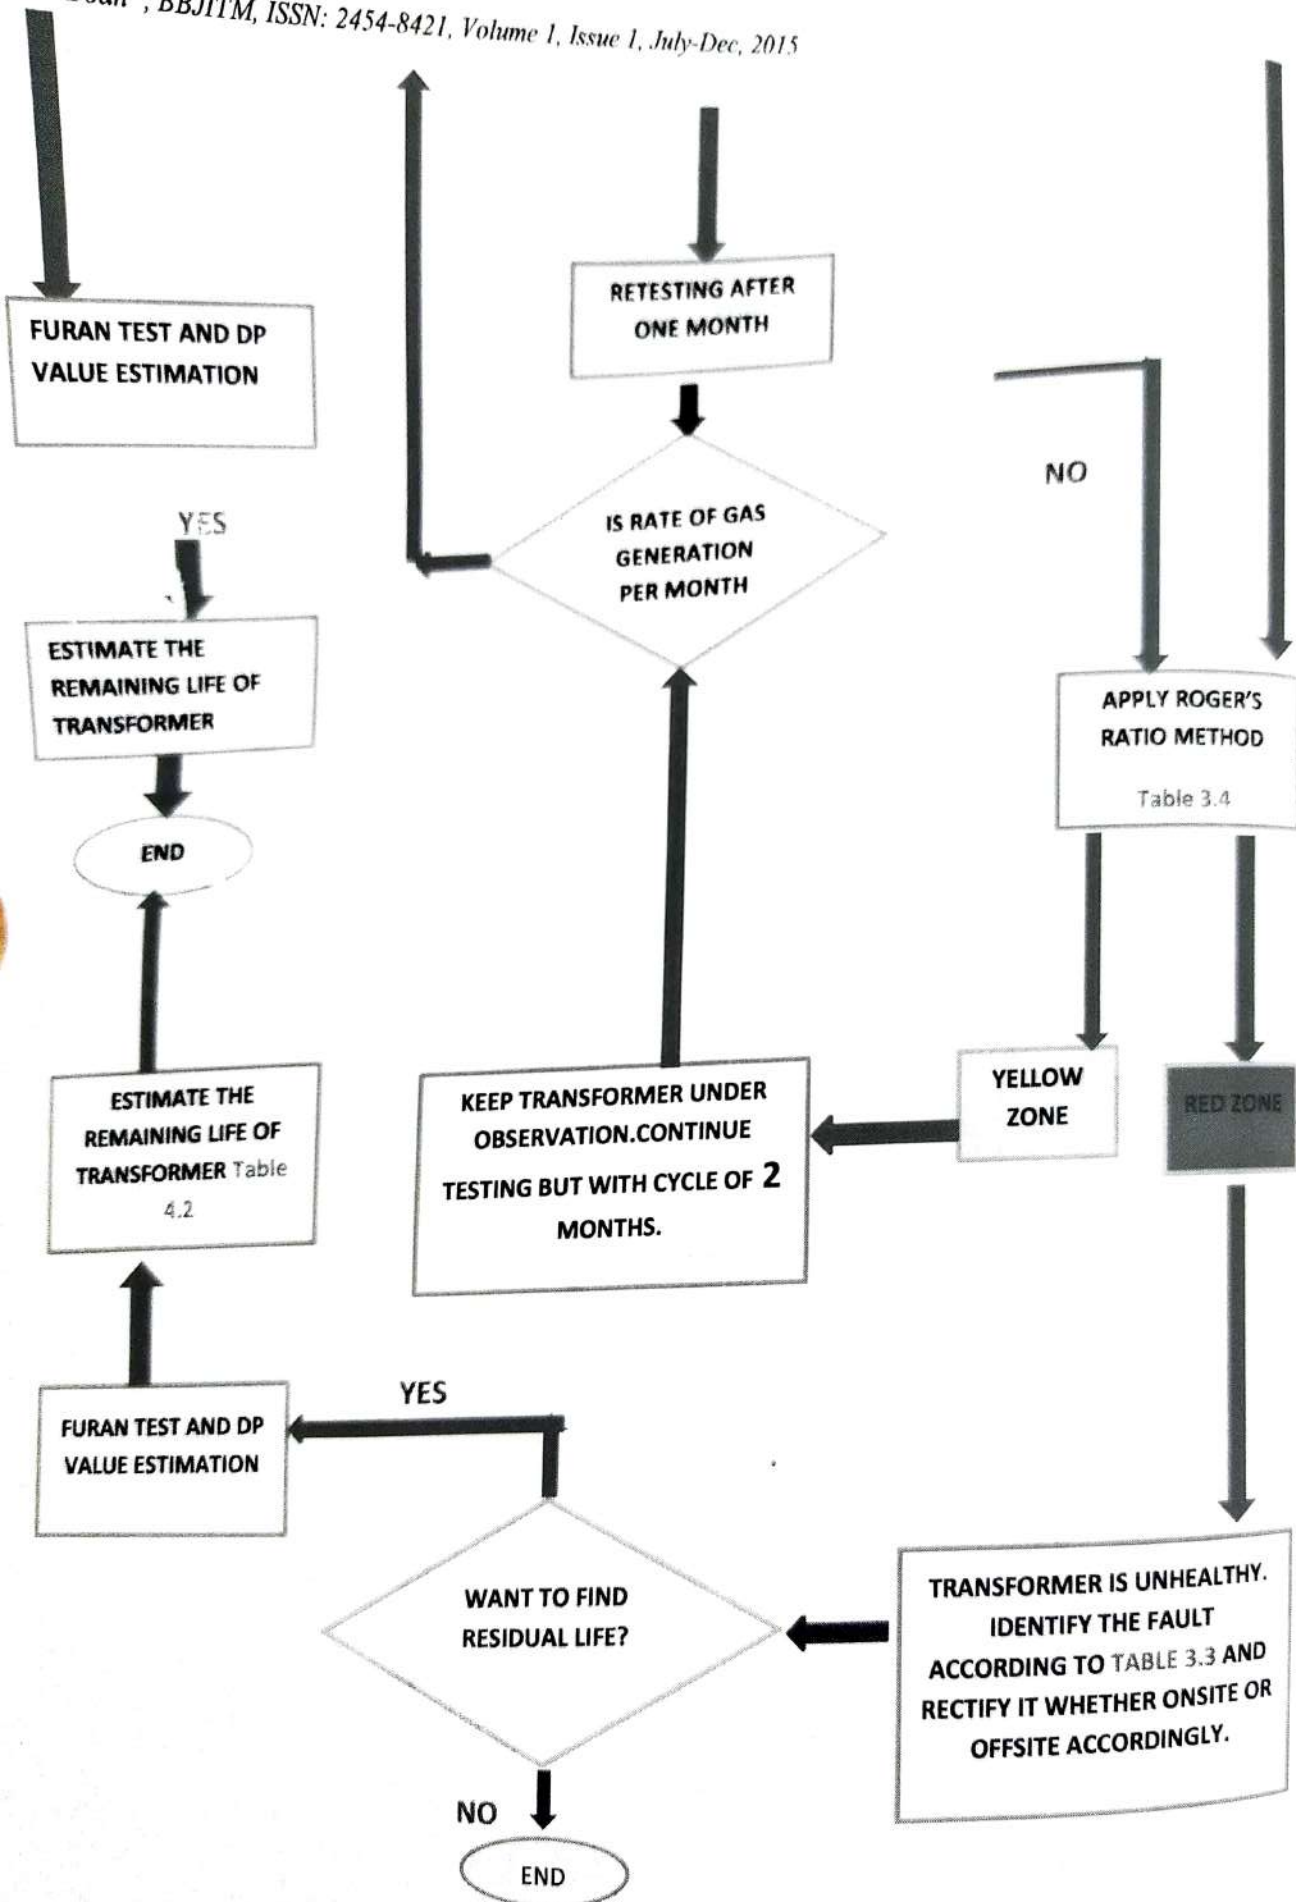 , BBJITM, ISSN: 2454-8421, Volume 1, Issue 1, July-Dec, 2015
RETESTING AFTER
ONE MONTH
FURAN TEST AND DP
VALUE ESTIMATION
NO
YES
IS RATE OF GAS
GENERATION
PER MONTH
ESTIMATE THE
REMAINING LIFE OF
TRANSFORMER
APPLY ROGER'S
RATIO METHOD
Table 3.4
END
YELLOW
ZONE
RED ZONE
ESTIMATE THE
REMAINING LIFE OF
TRANSFORMER Table
4.2
KEEP TRANSFORMER UNDER
OBSERVATION.CONTINUE
TESTING BUT WITH CYCLE OF 2
MONTHS.
YES
FURAN TEST AND DP
VALUE ESTIMATION
WANT TO FIND
RESIDUAL LIFE?
TRANSFORMER IS UNHEALTHY.
IDENTIFY THE FAULT
ACCORDING TO TABLE 3.3 AND
RECTIFY IT WHETHER ONSITE OR
OFFSITE ACCORDINGLY.
NO
END